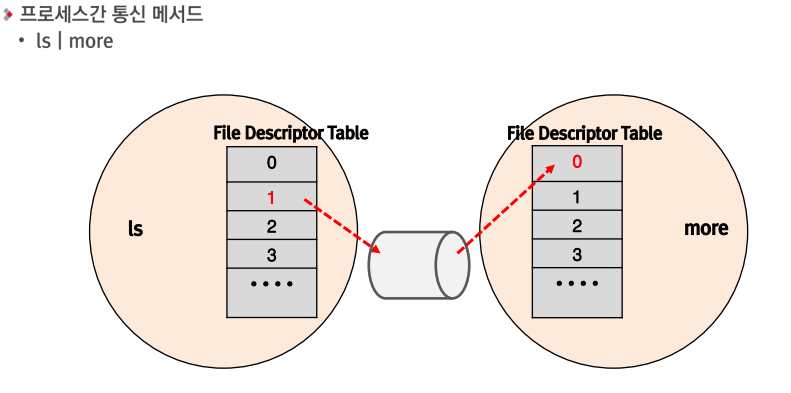 프로세스간 통신 메서드
• ls | more
File Descriptor Table
0
1
2
3
• • • •
ls
File Descriptor Table
0
1
2
3
• • • •
more